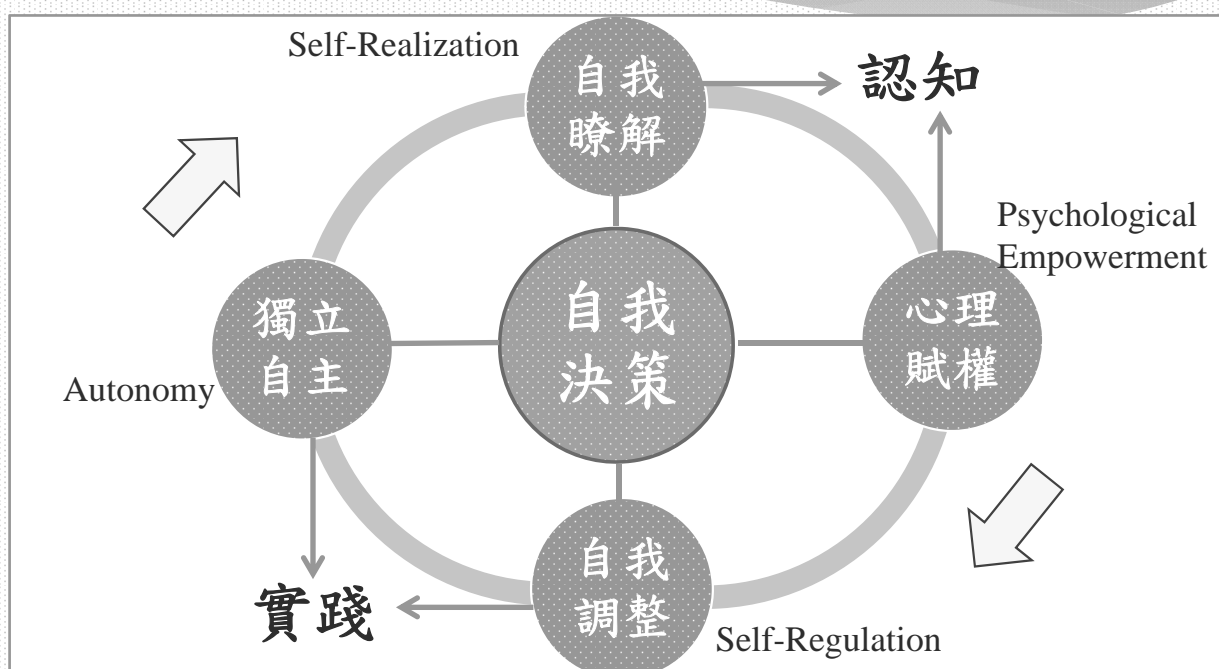 Self-Realization
自我
瞭解
認知
Psychological
Empowerment
獨立
自主
自我
決策
心理
賦權
Autonomy
實踐
自我
調整
Self-Regulation